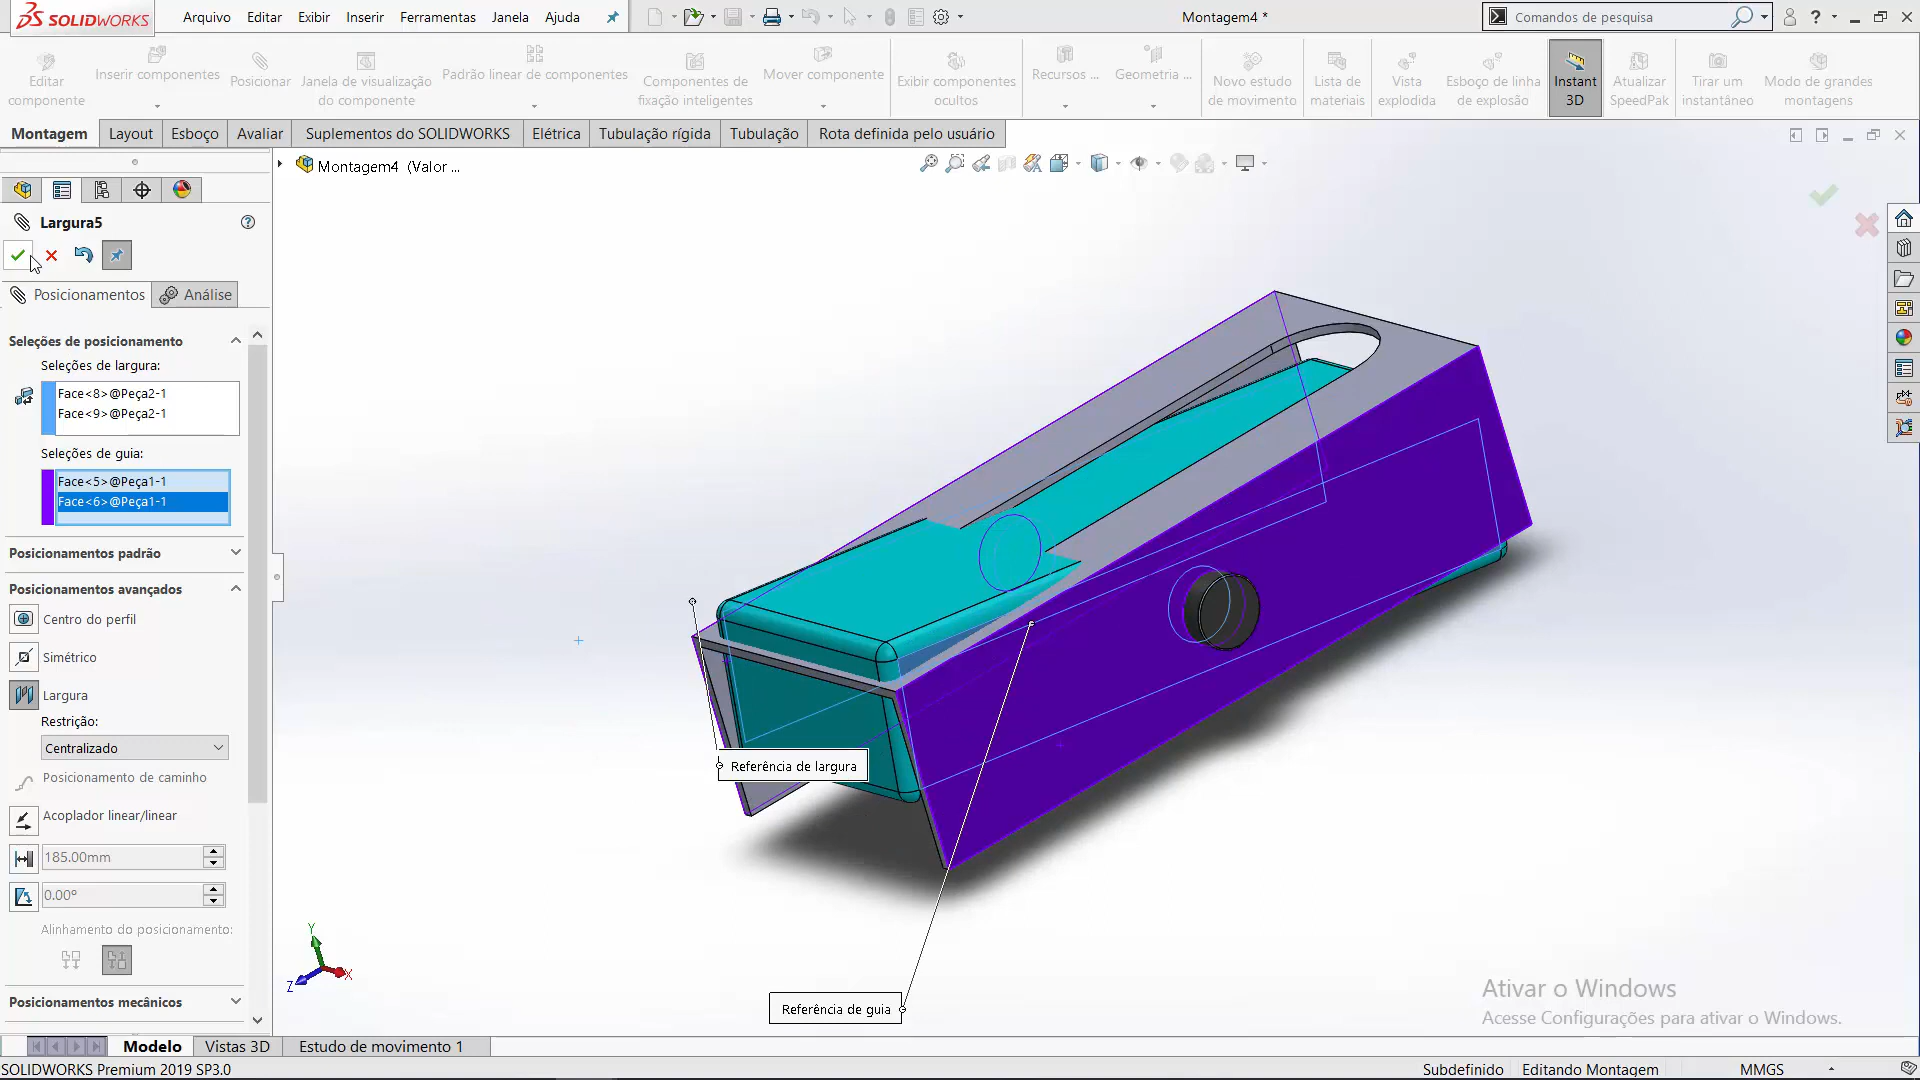 SOLIDWORKS
Arquivo Editar Exibir Inserir Ferramentas Janela Ajuda
Montagem4 *
Comandos de pesquisa
Editar componente
Inserir componentes
Posicionar
Janela de visualização do componente
Padrão linear de componentes
Componentes de fixação inteligentes
Mover componente
Exibir componentes ocultos
Recursos ...
Geometria ...
Novo estudo de movimento
Lista de materiais
Vista explodida
Esboço de linha de explosão
Instant 3D
Atualizar SpeedPak
Tirar um instantâneo
Modo de grandes montagens
Montagem Layout Esboço Avaliar Suplementos do SOLIDWORKS Elétrica Tubulação rígida Tubulação Rota definida pelo usuário
Montagem4 (Valor ...
Largura5
Posicionamentos Análise
Seleções de posicionamento
Seleções de largura:
Face<8>@Peça2-1
Face<9>@Peça2-1
Seleções de guia:
Face<5>@Peça1-1
Face<6>@Peça1-1
Posicionamentos padrão
Posicionamentos avançados
Centro do perfil
Simétrico
Largura
Restrição:
Centralizado
Posicionamento de caminho
Acoplador linear/linear
185.00mm
0.00°
Alinhamento do posicionamento:
Posicionamentos mecânicos
Referência de largura
Referência de guia
Y
X
Z
Ativar o Windows
Acesse Configurações para ativar o Windows.
Modelo Vistas 3D Estudo de movimento 1
SOLIDWORKS Premium 2019 SP3.0
Subdefinido Editando Montagem MMGS